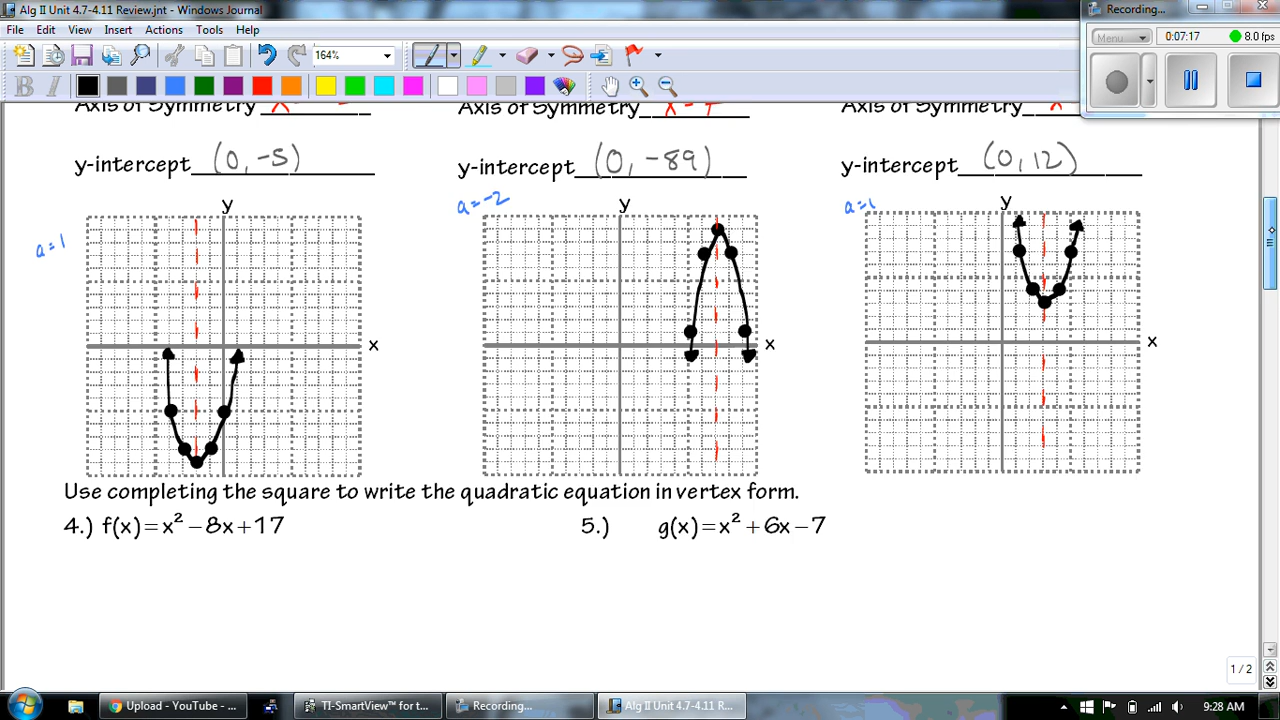 Alg II Unit 4.7-4.11 Review.jnt - Windows Journal
Recording...
File Edit View Insert Actions Tools Help
Menu
0:07:17
8.0 fps
164%
Axis of Symmetry
Axis of Symmetry
Axis of Symmetry
y-intercept (0, -5)
y-intercept (0, -89)
y-intercept (0, 12)
a=1
y
x
a=-2
y
x
a=1
y
x
Use completing the square to write the quadratic equation in vertex form.
4.) f(x)=x²-8x+17
5.) g(x)=x²+6x-7
1/2
Upload - YouTube - ...
TI-SmartView™ for t...
Recording...
Alg II Unit 4.7-4.11 R...
9:28 AM